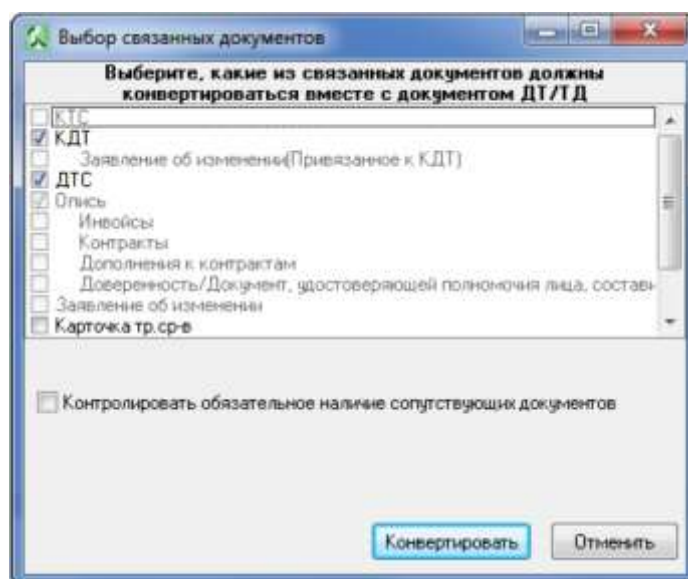 Выбор связанных документов
Выберите, какие из связанных документов должны
конвертироваться вместе с документом ДТ/ТД
КТС
КДТ
Заявление об изменении(Привязанное к КДТ)
ДТС
Опись
Инвойсы
Контракты
Дополнения к контрактам
Доверенность/Документ, удостоверяющей полномочия лица, состави
Заявление об изменении
Карточка тр.ср-в
Контролировать обязательное наличие сопутствующих документов
Конвертировать
Отменить